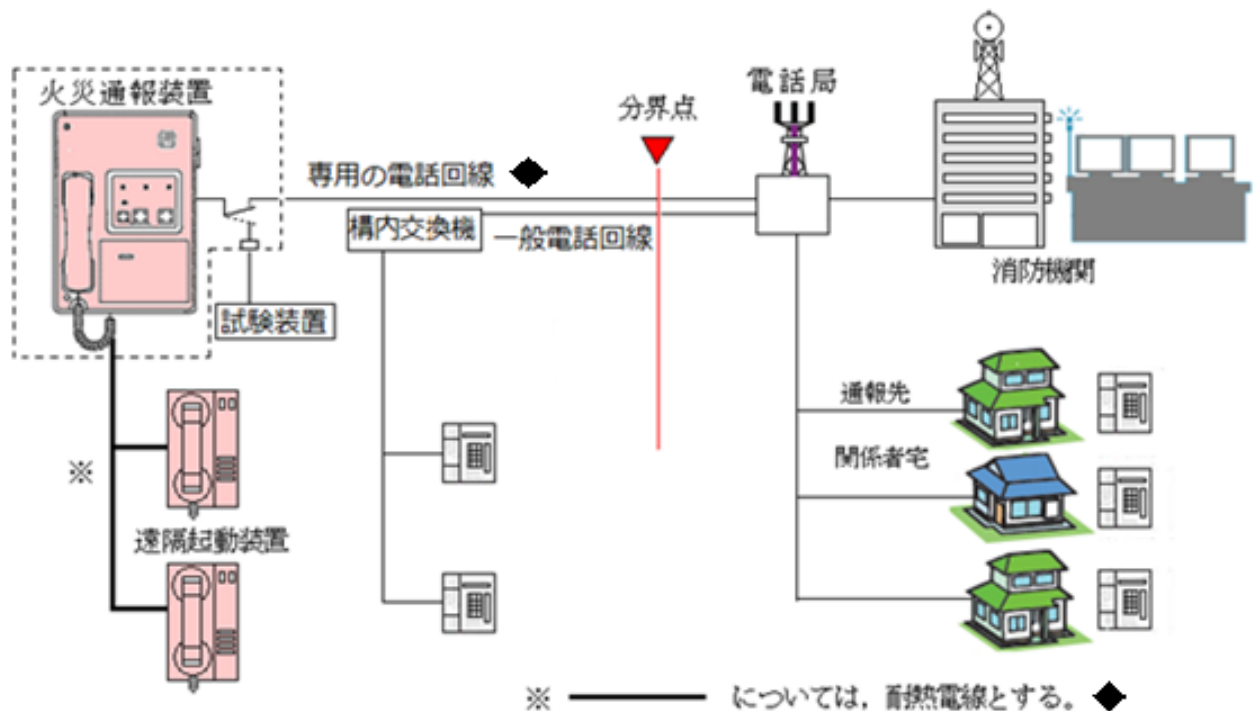 火災通報装置
分界点
電話局
専用の電話回線 ◆
構内交換機
一般電話回線
消防機関
試験装置
通報先
関係者宅
※
遠隔起動装置
※ ――― については，耐熱電線とする。◆